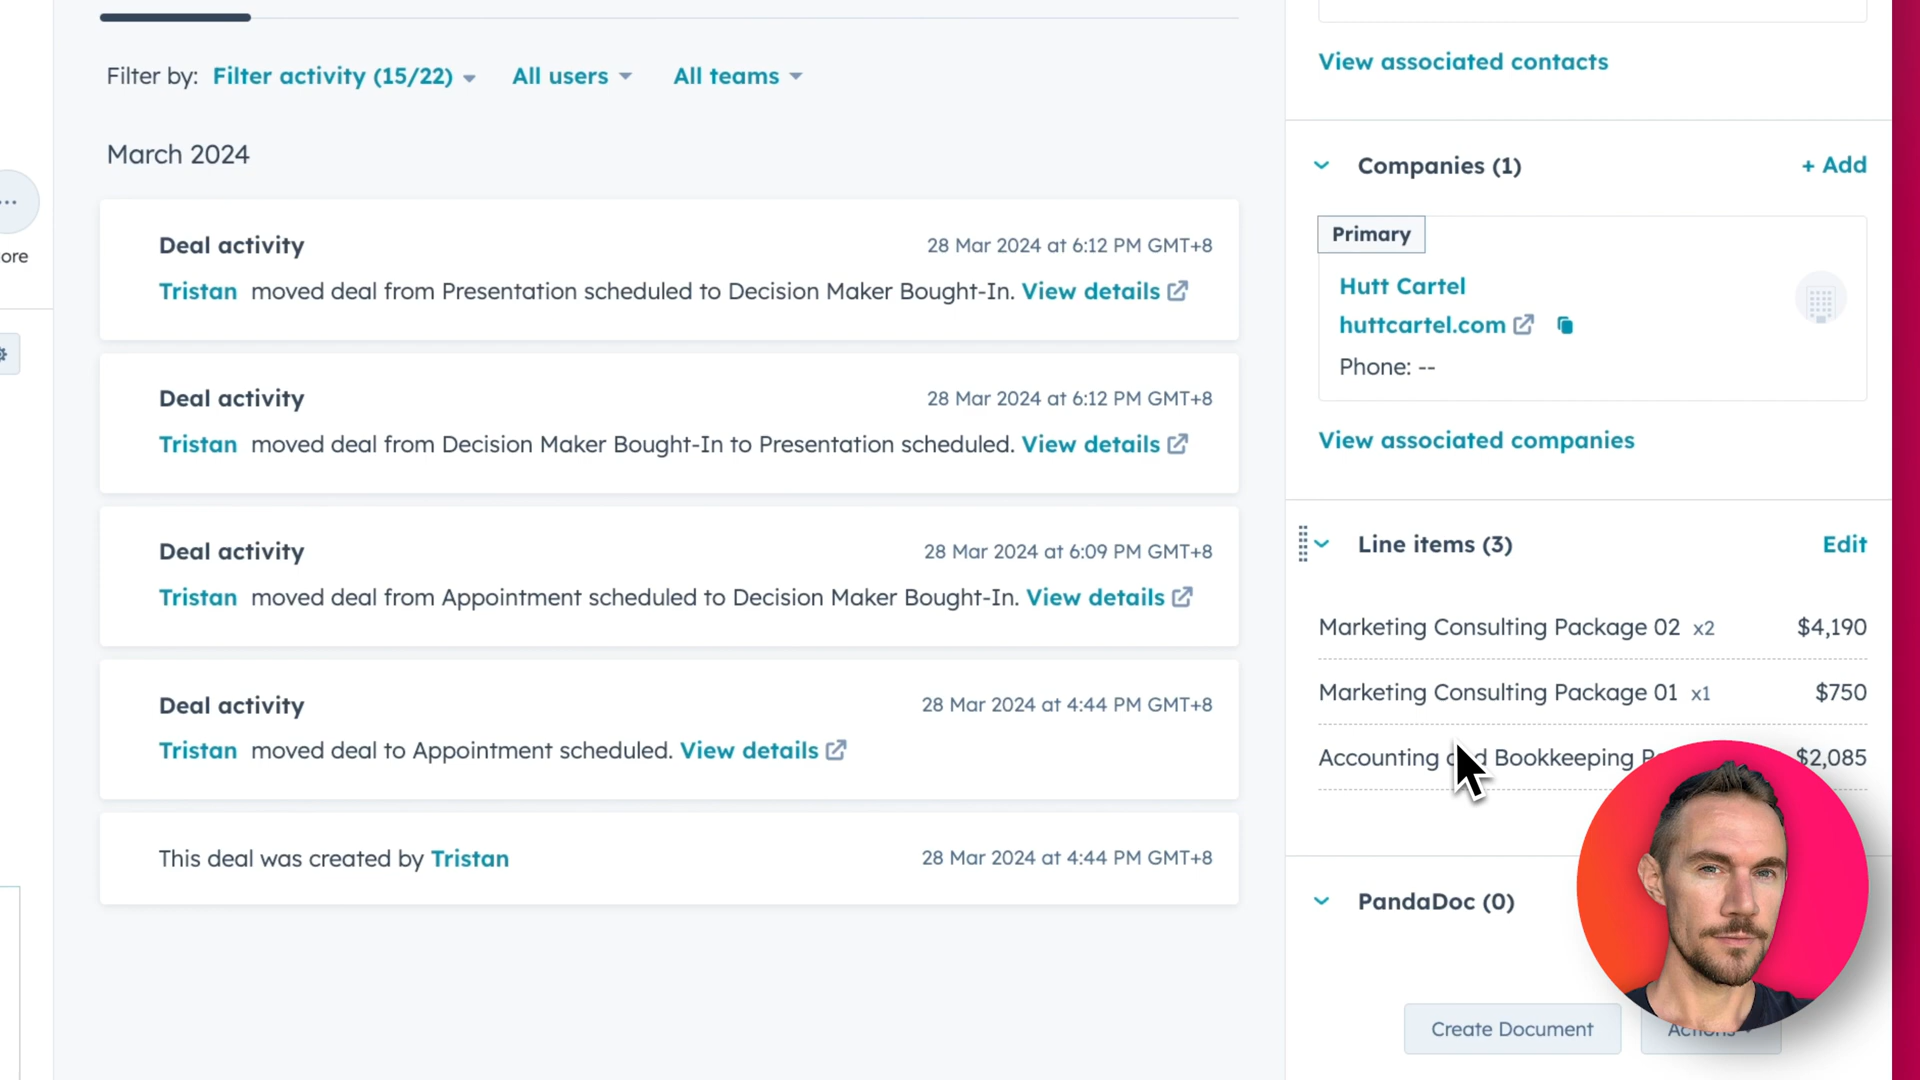 Filter by: Filter activity (15/22) All users All teams
March 2024
Deal activity 28 Mar 2024 at 6:12 PM GMT+8
Tristan moved deal from Presentation scheduled to Decision Maker Bought-In. View details
Deal activity 28 Mar 2024 at 6:12 PM GMT+8
Tristan moved deal from Decision Maker Bought-In to Presentation scheduled. View details
Deal activity 28 Mar 2024 at 6:09 PM GMT+8
Tristan moved deal from Appointment scheduled to Decision Maker Bought-In. View details
Deal activity 28 Mar 2024 at 4:44 PM GMT+8
Tristan moved deal to Appointment scheduled. View details
This deal was created by Tristan 28 Mar 2024 at 4:44 PM GMT+8
ore
View associated contacts
Companies (1) + Add
Primary
Hutt Cartel
huttcartel.com
Phone: --
View associated companies
Line items (3) Edit
Marketing Consulting Package 02 x2 $4,190
Marketing Consulting Package 01 x1 $750
Accounting Bookkeeping $2,085
PandaDoc (0)
Create Document